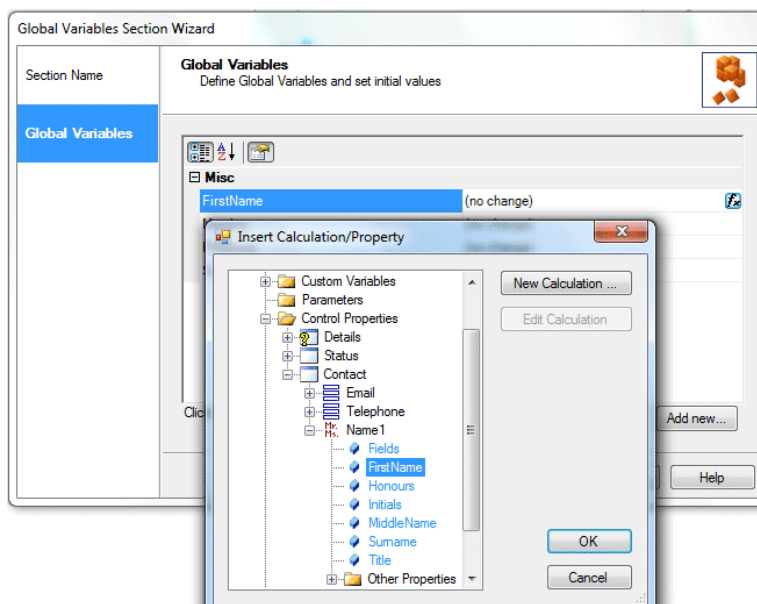 Global Variables Section Wizard
Section Name
Global Variables
Global Variables
Define Global Variables and set initial values
Misc
FirstName (no change)
Insert Calculation/Property
Custom Variables
Parameters
Control Properties
Details
Status
Contact
Email
Telephone
Mr.
Ms. Name1
Fields
FirstName
Honours
Initials
MiddleName
Surname
Title
Other Properties
New Calculation ...
Edit Calculation
OK
Cancel
Add new...
Help